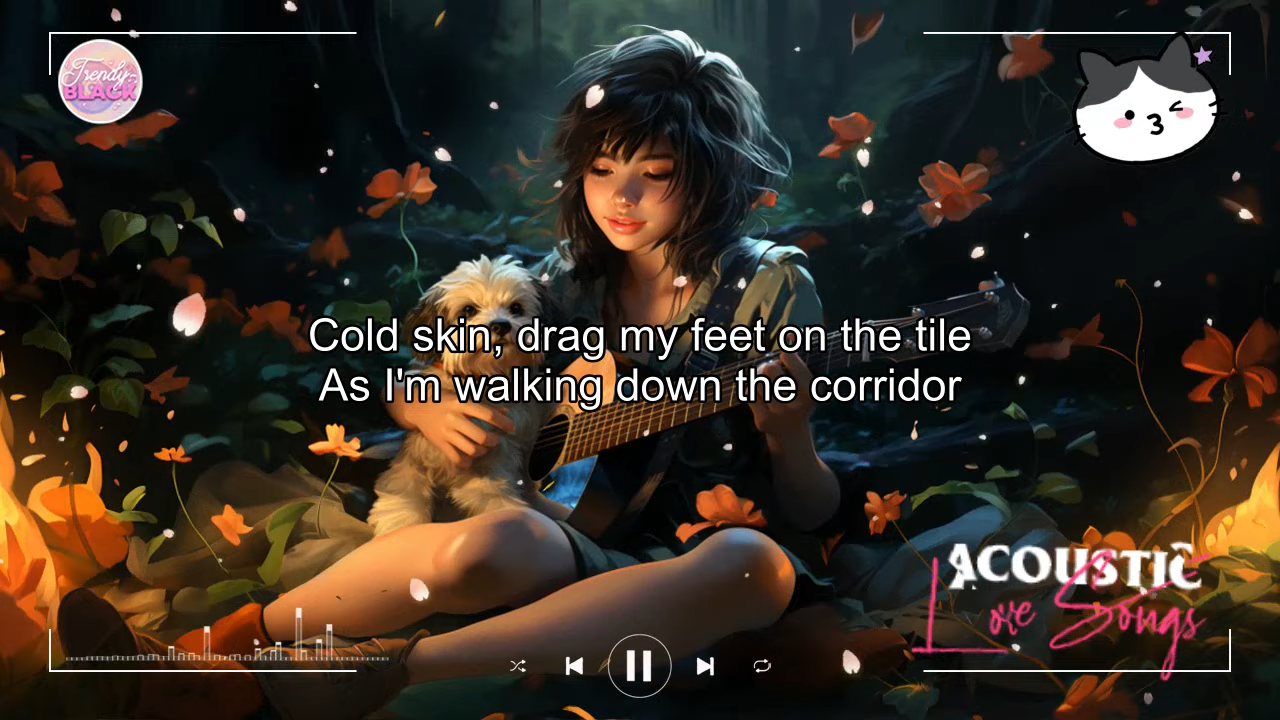 Trendy
BLACK
Cold skin, drag my feet on the tile
As I'm walking down the corridor
ACOUSTIC
Love Songs